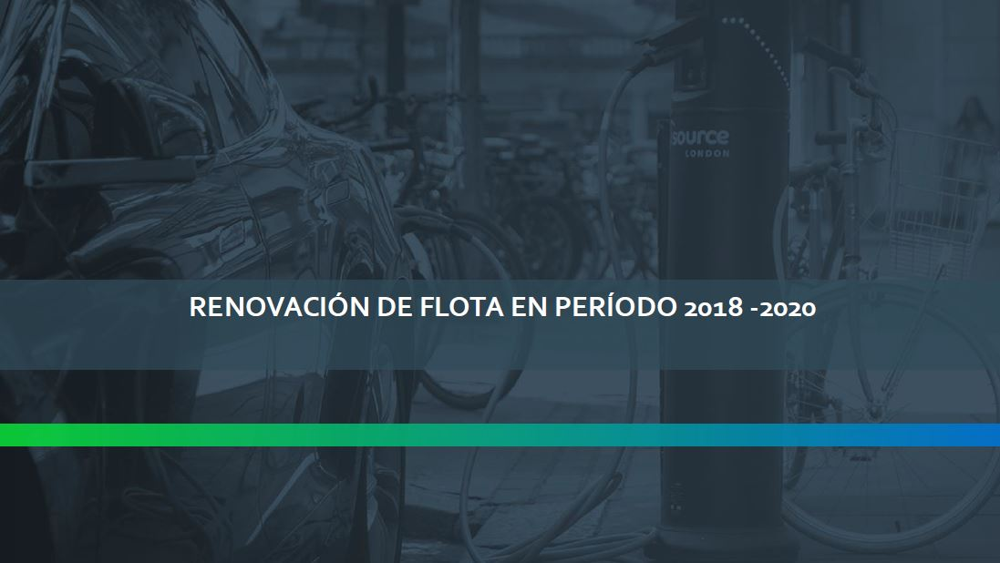 source
LONDON
RENOVACIÓN DE FLOTA EN PERÍODO 2018 -2020